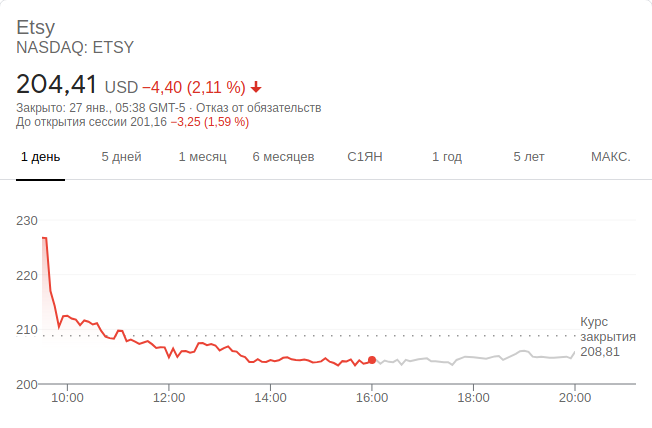 Etsy
NASDAQ: ETSY
204,41 USD −4,40 (2,11 %)
Закрыто: 27 янв., 05:38 GMT-5 · Отказ от обязательств
До открытия сессии 201,16 −3,25 (1,59 %)
1 день 5 дней 1 месяц 6 месяцев С1ЯН 1 год 5 лет МАКС.
230
220
210
200
Курс
закрытия
208,81
10:00 12:00 14:00 16:00 18:00 20:00